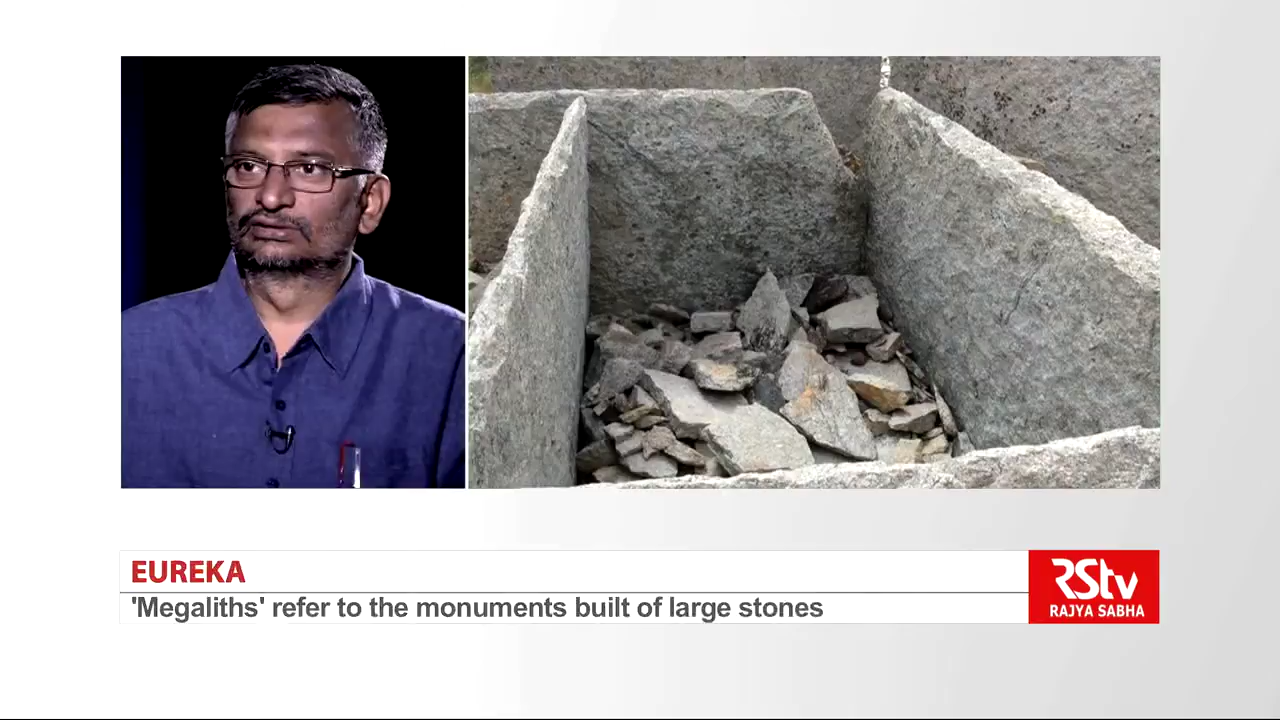 EUREKA
'Megaliths' refer to the monuments built of large stones
RSTV
RAJYA SABHA